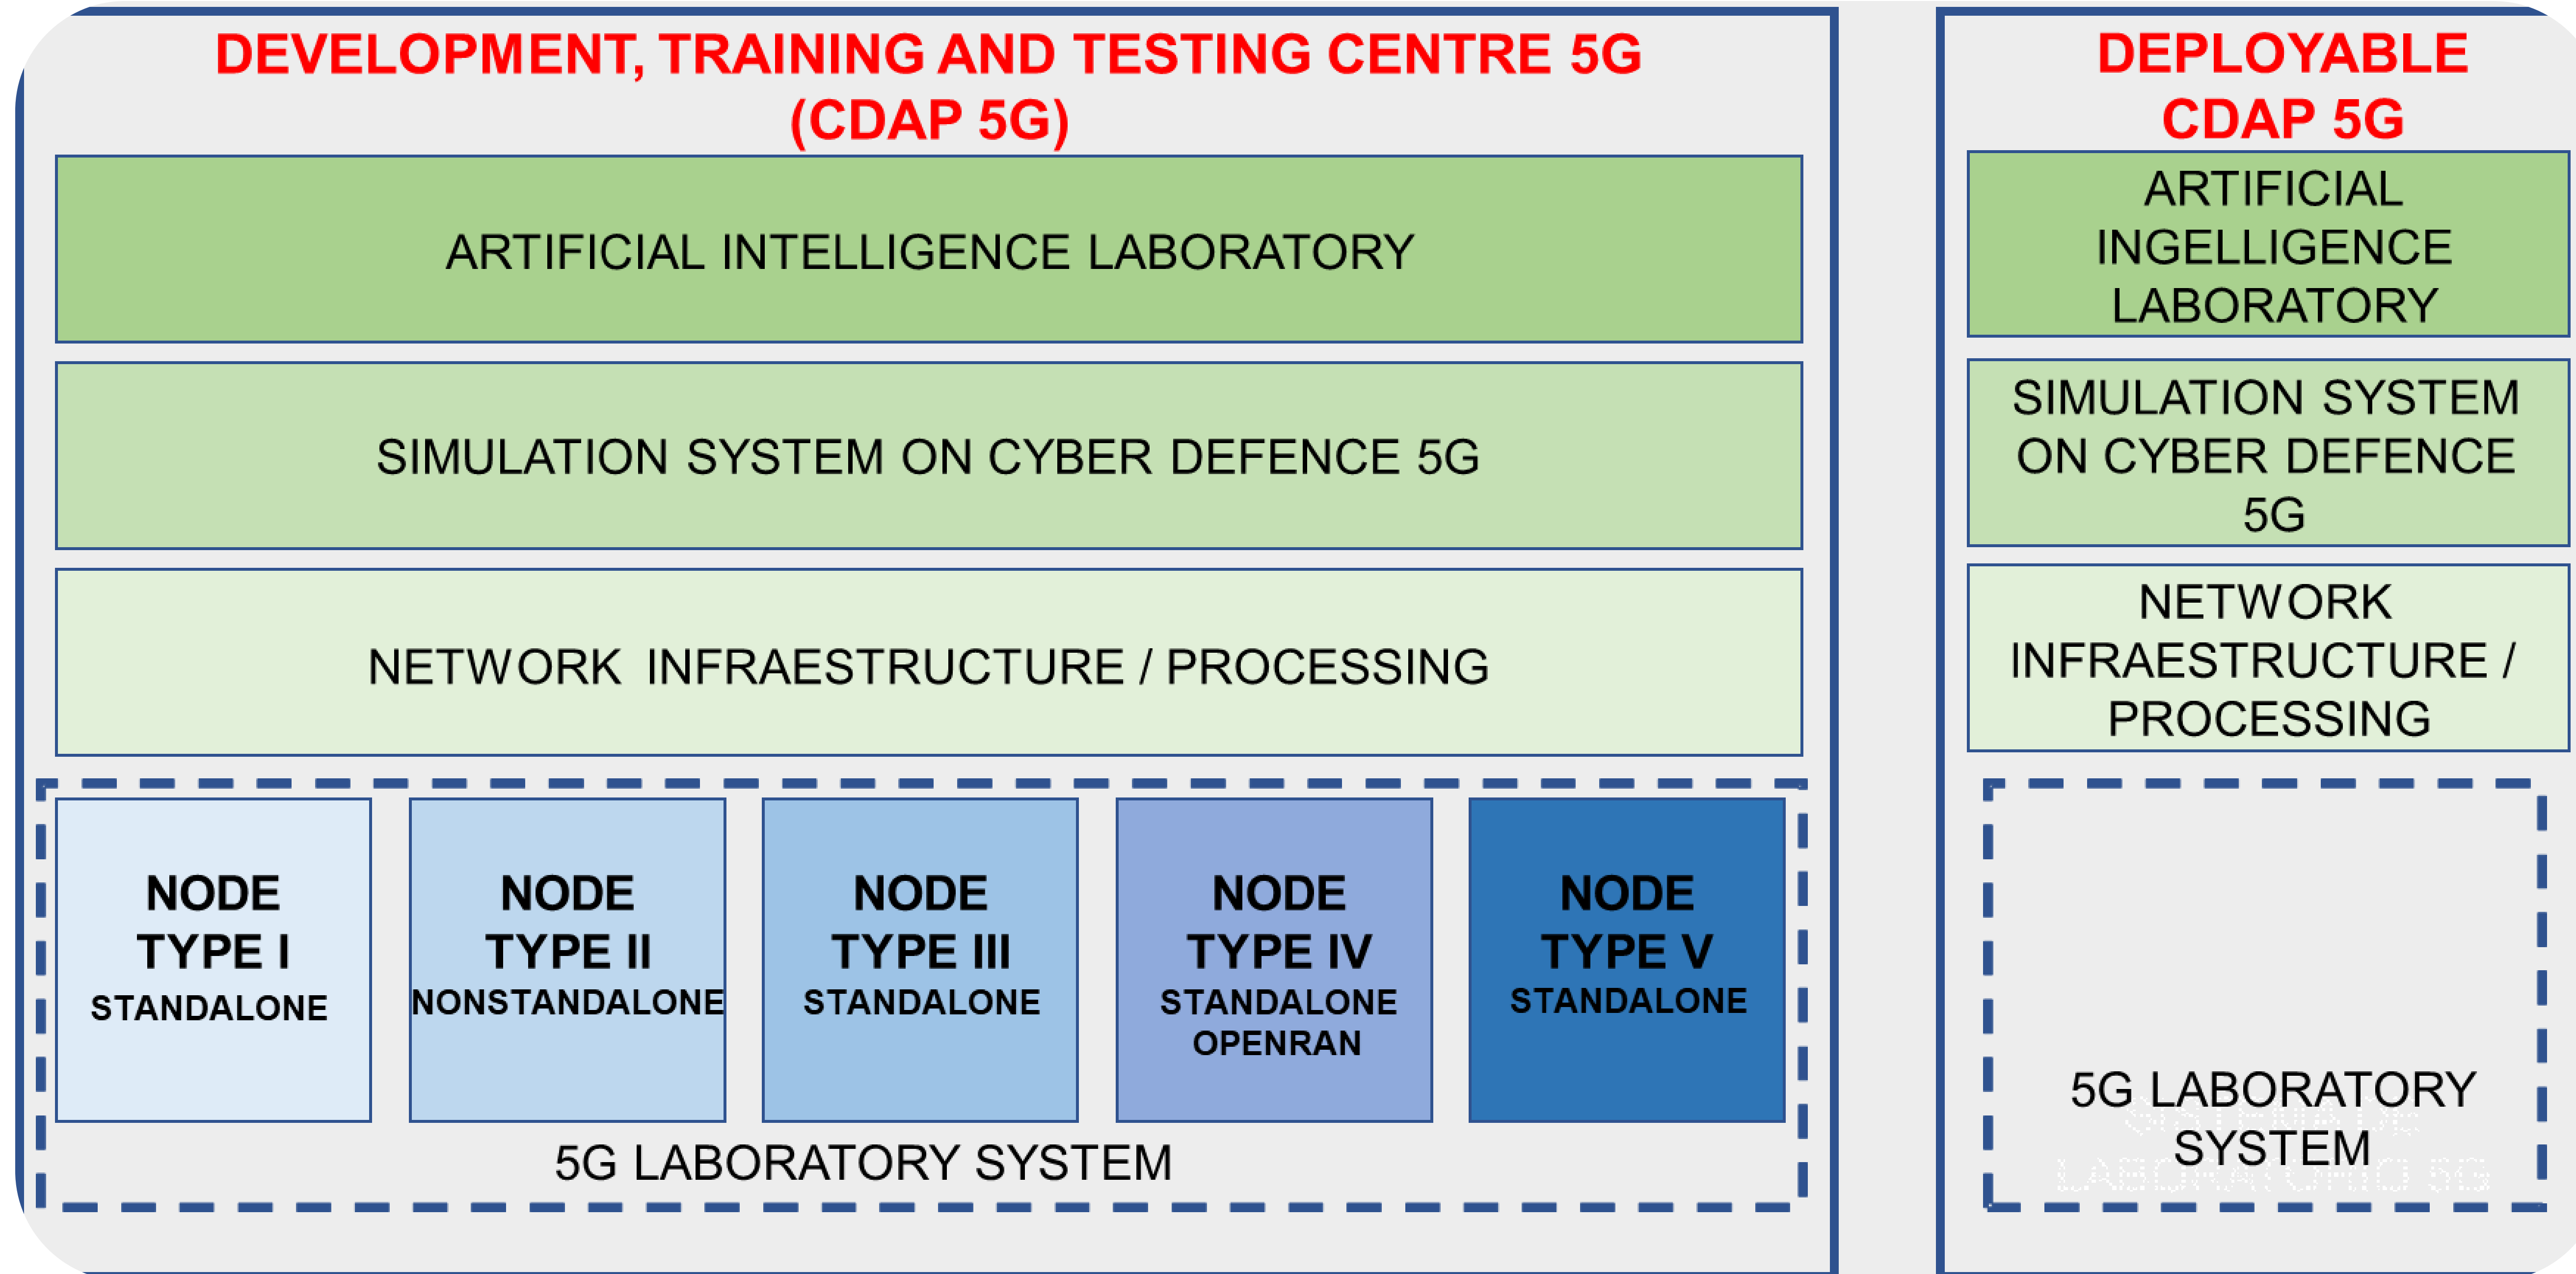 DEVELOPMENT, TRAINING AND TESTING CENTRE 5G
(CDAP 5G)
ARTIFICIAL INTELLIGENCE LABORATORY
SIMULATION SYSTEM ON CYBER DEFENCE 5G
NETWORK INFRAESTRUCTURE / PROCESSING
NODE
TYPE I
STANDALONE
NODE
TYPE II
NONSTANDALONE
NODE
TYPE III
STANDALONE
NODE
TYPE IV
STANDALONE
OPENRAN
NODE
TYPE V
STANDALONE
5G LABORATORY SYSTEM
DEPLOYABLE
CDAP 5G
ARTIFICIAL
INGELLIGENCE
LABORATORY
SIMULATION SYSTEM
ON CYBER DEFENCE
5G
NETWORK
INFRAESTRUCTURE /
PROCESSING
5G LABORATORY
SYSTEM